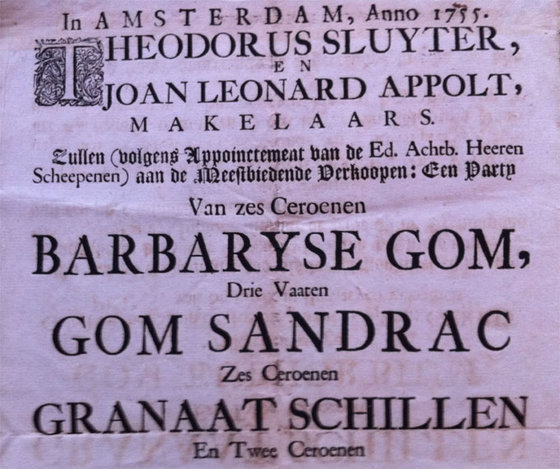 In AMSTERDAM, Anno 1755.
THEODORUS SLUYTER,
EN
JOAN LEONARD APPOLT,
MAKELAARS.
Zullen (volgens Appoinctement van de Ed. Achtb. Heeren
Scheepenen) aan de Meestbiedende Verkoopen: Een Party
Van zes Ceroenen
BARBARYSE GOM,
Drie Vaaten
GOM SANDRAC
Zes Ceroenen
GRANAAT SCHILLEN
En Twee Ceroenen